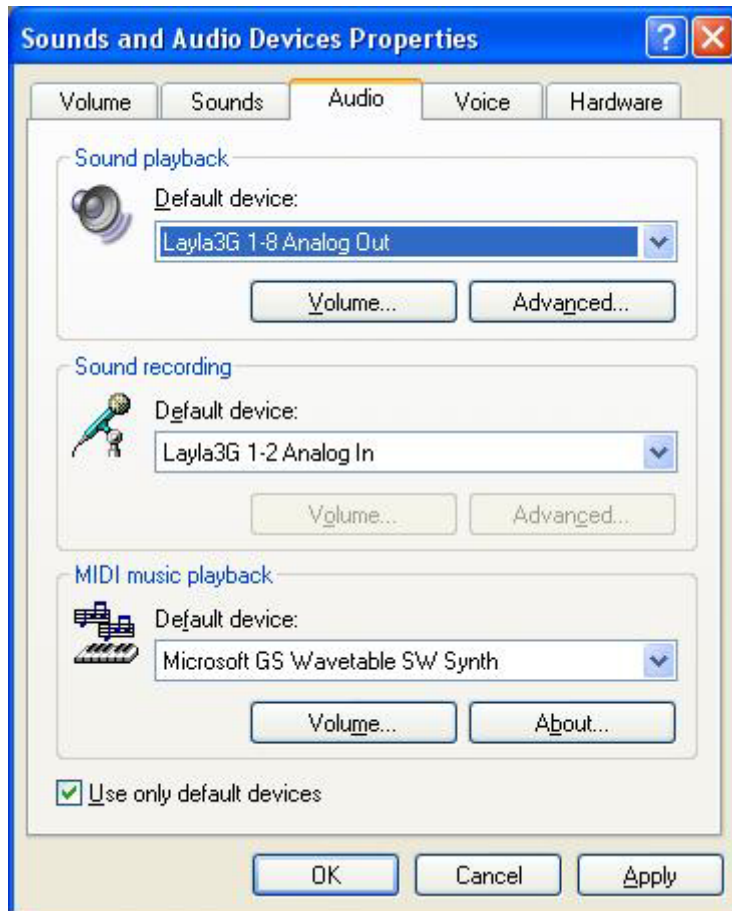 Sounds and Audio Devices Properties
Volume Sounds Audio Voice Hardware
Sound playback
Default device:
Layla3G 1-8 Analog Out
Volume... Advanced...
Sound recording
Default device:
Layla3G 1-2 Analog In
Volume... Advanced...
MIDI music playback
Default device:
Microsoft GS Wavetable SW Synth
Volume... About...
Use only default devices
OK Cancel Apply